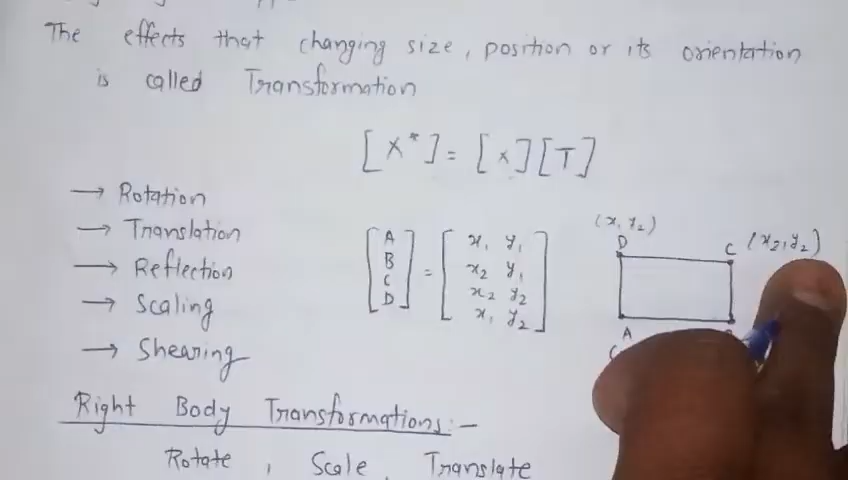 The effects that changing size, position or its orientation
is called Transformation
[X*] = [x][T]
→ Rotation
→ Translation
→ Reflection
→ Scaling
→ Shearing
[A B C D] = [x₁ y₁
x₂ y₁
x₂ y₂
x₁ y₂]
(x, y₂)
D
C (x₂, y₂)
A
Right Body Transformations:-
Rotate, Scale, Translate